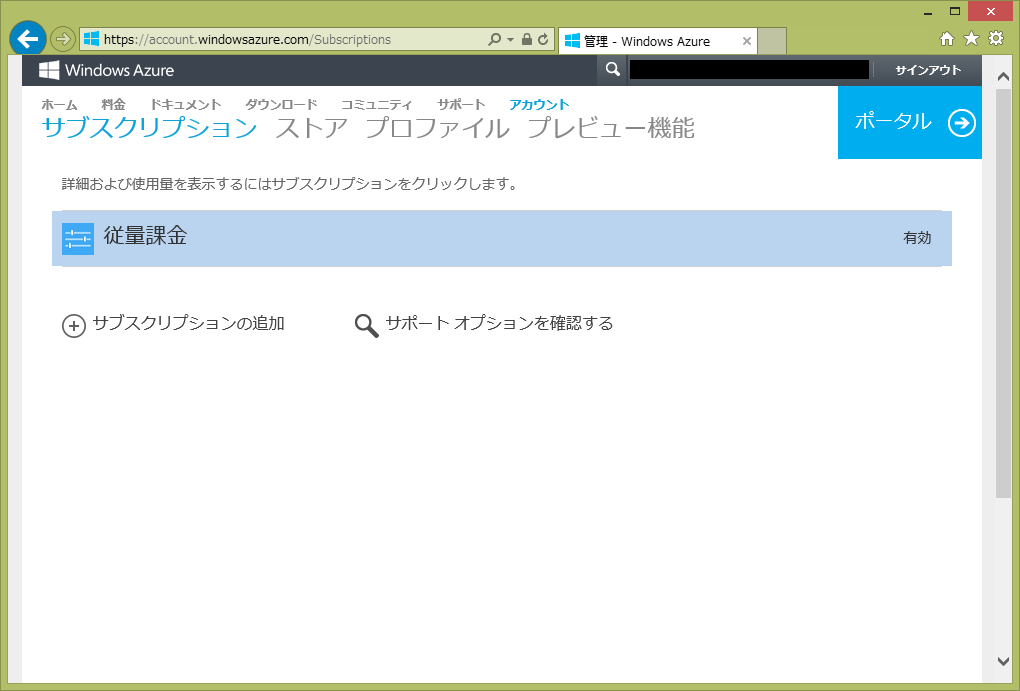 https://account.windowsazure.com/Subscriptions
管理 - Windows Azure
Windows Azure
サインアウト
ホーム 料金 ドキュメント ダウンロード コミュニティ サポート アカウント
サブスクリプション ストア プロファイル プレビュー機能
ポータル
詳細および使用量を表示するにはサブスクリプションをクリックします。
従量課金
有効
サブスクリプションの追加
サポート オプションを確認する